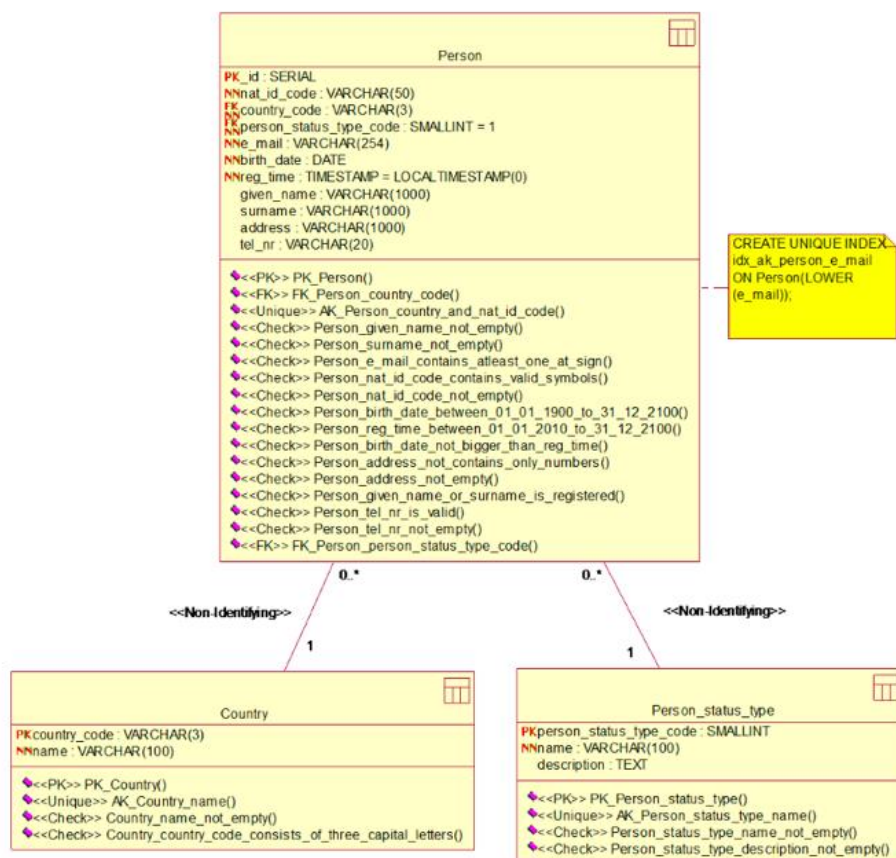 Person
PK_id : SERIAL
NNnat_id_code : VARCHAR(50)
FK NNcountry_code : VARCHAR(3)
FK NNperson_status_type_code : SMALLINT = 1
NNe_mail : VARCHAR(254)
NNbirth_date : DATE
NNreg_time : TIMESTAMP = LOCALTIMESTAMP(0)
given_name : VARCHAR(1000)
surname : VARCHAR(1000)
address : VARCHAR(1000)
tel_nr : VARCHAR(20)
<<PK>> PK_Person()
<<FK>> FK_Person_country_code()
<<Unique>> AK_Person_country_and_nat_id_code()
<<Check>> Person_given_name_not_empty()
<<Check>> Person_surname_not_empty()
<<Check>> Person_e_mail_contains_atleast_one_at_sign()
<<Check>> Person_nat_id_code_contains_valid_symbols()
<<Check>> Person_nat_id_code_not_empty()
<<Check>> Person_birth_date_between_01_01_1900_to_31_12_2100()
<<Check>> Person_reg_time_between_01_01_2010_to_31_12_2100()
<<Check>> Person_birth_date_not_bigger_than_reg_time()
<<Check>> Person_address_not_contains_only_numbers()
<<Check>> Person_address_not_empty()
<<Check>> Person_given_name_or_surname_is_registered()
<<Check>> Person_tel_nr_is_valid()
<<Check>> Person_tel_nr_not_empty()
<<FK>> FK_Person_person_status_type_code()
CREATE UNIQUE INDEX
idx_ak_person_e_mail
ON Person(LOWER
(e_mail));
0..*
0..*
<<Non-Identifying>>
<<Non-Identifying>>
1
1
Country
PKcountry_code : VARCHAR(3)
NNname : VARCHAR(100)
<<PK>> PK_Country()
<<Unique>> AK_Country_name()
<<Check>> Country_name_not_empty()
<<Check>> Country_country_code_consists_of_three_capital_letters()
Person_status_type
PKperson_status_type_code : SMALLINT
NNname : VARCHAR(100)
description : TEXT
<<PK>> PK_Person_status_type()
<<Unique>> AK_Person_status_type_name()
<<Check>> Person_status_type_name_not_empty()
<<Check>> Person_status_type_description_not_empty()